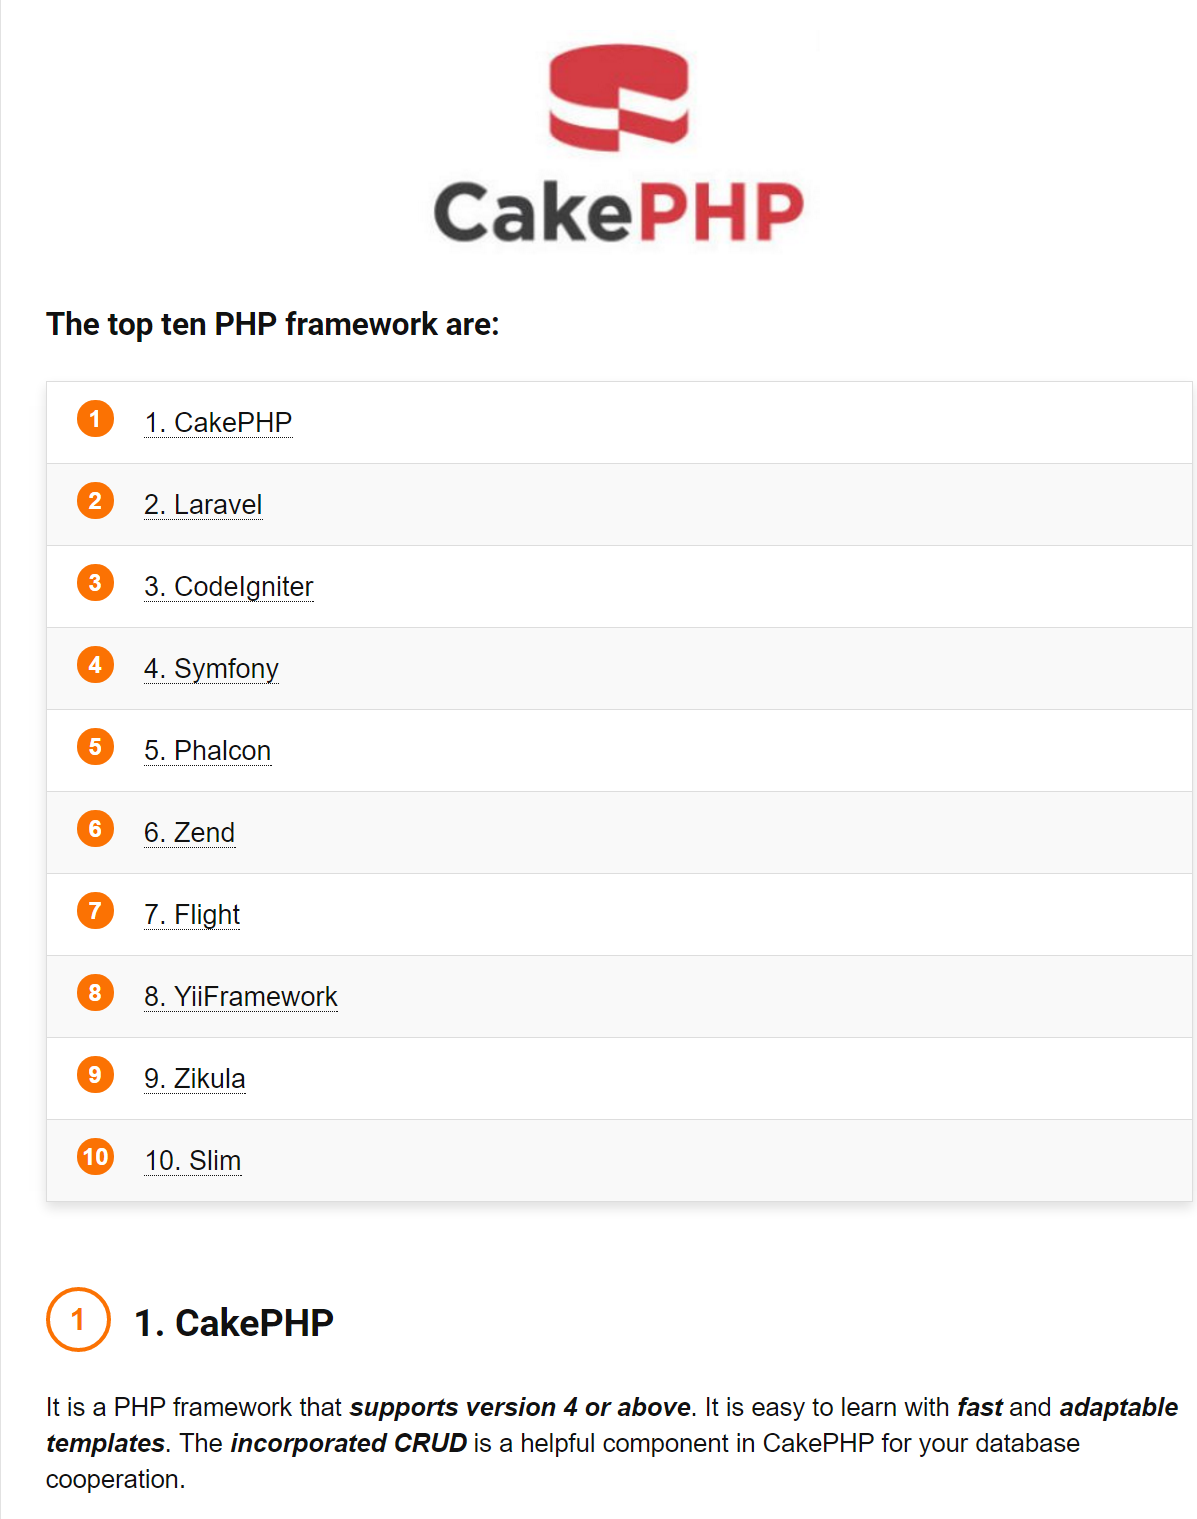 CakePHP
The top ten PHP framework are:
1 1. CakePHP
2 2. Laravel
3 3. CodeIgniter
4 4. Symfony
5 5. Phalcon
6 6. Zend
7 7. Flight
8 8. YiiFramework
9 9. Zikula
10 10. Slim
1 1. CakePHP
It is a PHP framework that supports version 4 or above. It is easy to learn with fast and adaptable
templates. The incorporated CRUD is a helpful component in CakePHP for your database
cooperation.